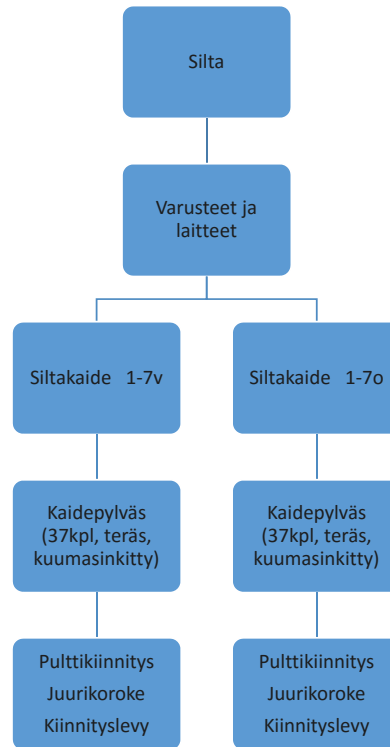 Silta
Varusteet ja
laitteet
Siltakaide 1-7v
Siltakaide 1-7o
Kaidepylväs
(37kpl, teräs,
kuumasinkitty)
Kaidepylväs
(37kpl, teräs,
kuumasinkitty)
Pulttikiinnitys
Juurikoroke
Kiinnityslevy
Pulttikiinnitys
Juurikoroke
Kiinnityslevy